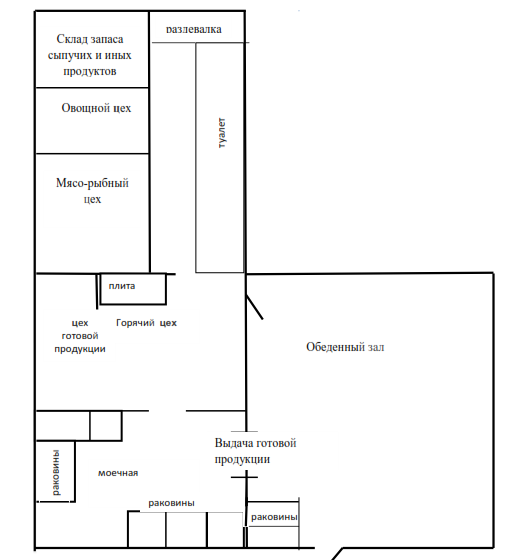 раздевалка
Склад запаса
сыпучих и иных
продуктов
Овощной цех
туалет
Мясо-рыбный
цех
плита
цех
готовой
продукции
Горячий цех
Обеденный зал
Выдача готовой
продукции
раковины
моечная
раковины
раковины